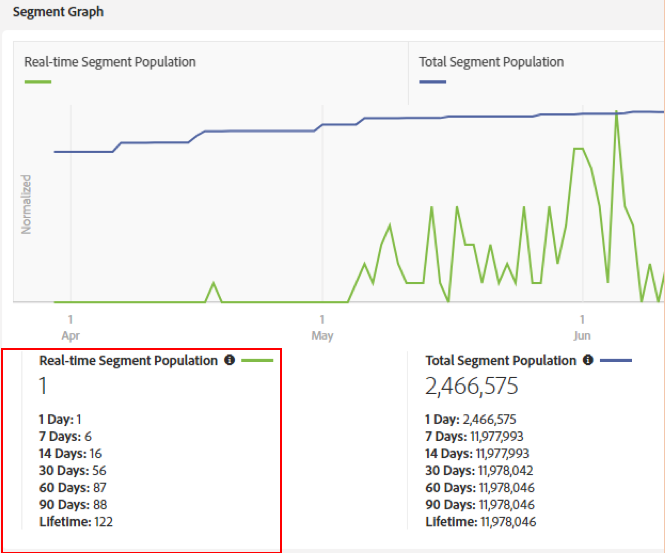 Segment Graph
Real-time Segment Population
Total Segment Population
Normalized
1
Apr
1
May
1
Jun
Real-time Segment Population
1
1 Day: 1
7 Days: 6
14 Days: 16
30 Days: 56
60 Days: 87
90 Days: 88
Lifetime: 122
Total Segment Population
2,466,575
1 Day: 2,466,575
7 Days: 11,977,993
14 Days: 11,977,993
30 Days: 11,978,042
60 Days: 11,978,046
90 Days: 11,978,046
Lifetime: 11,978,046